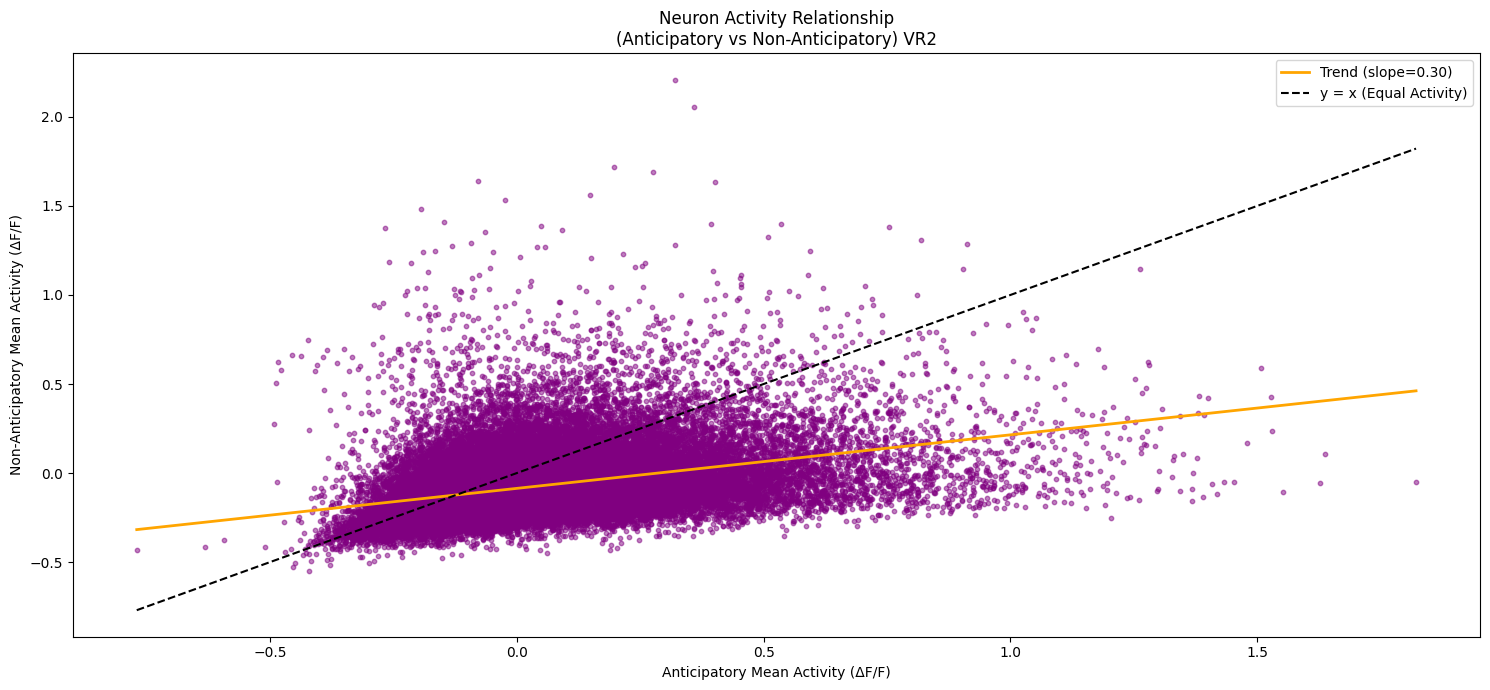 Neuron Activity Relationship
(Anticipatory vs Non-Anticipatory) VR2
Trend (slope=0.30)
y = x (Equal Activity)
Non-Anticipatory Mean Activity (ΔF/F)
2.0
1.5
1.0
0.5
0.0
−0.5
−0.5
0.0
0.5
1.0
1.5
Anticipatory Mean Activity (ΔF/F)